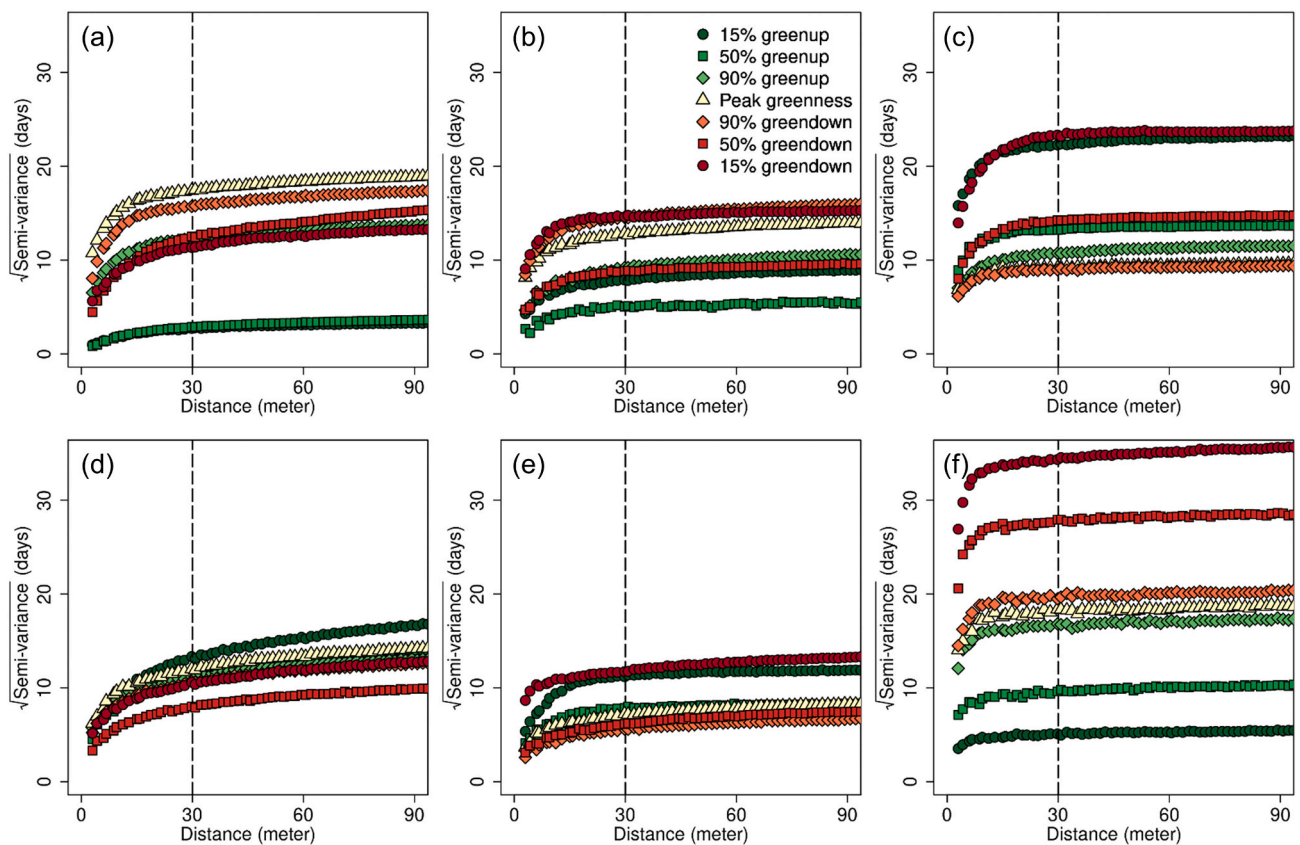 (a)
√Semi-variance (days)
0
10
20
30
0 30 60 90
Distance (meter)
(b)
15% greenup
50% greenup
90% greenup
Peak greenness
90% greendown
50% greendown
15% greendown
√Semi-variance (days)
0
10
20
30
0 30 60 90
Distance (meter)
(c)
√Semi-variance (days)
0
10
20
30
0 30 60 90
Distance (meter)
(d)
√Semi-variance (days)
0
10
20
30
0 30 60 90
Distance (meter)
(e)
√Semi-variance (days)
0
10
20
30
0 30 60 90
Distance (meter)
(f)
√Semi-variance (days)
0
10
20
30
0 30 60 90
Distance (meter)